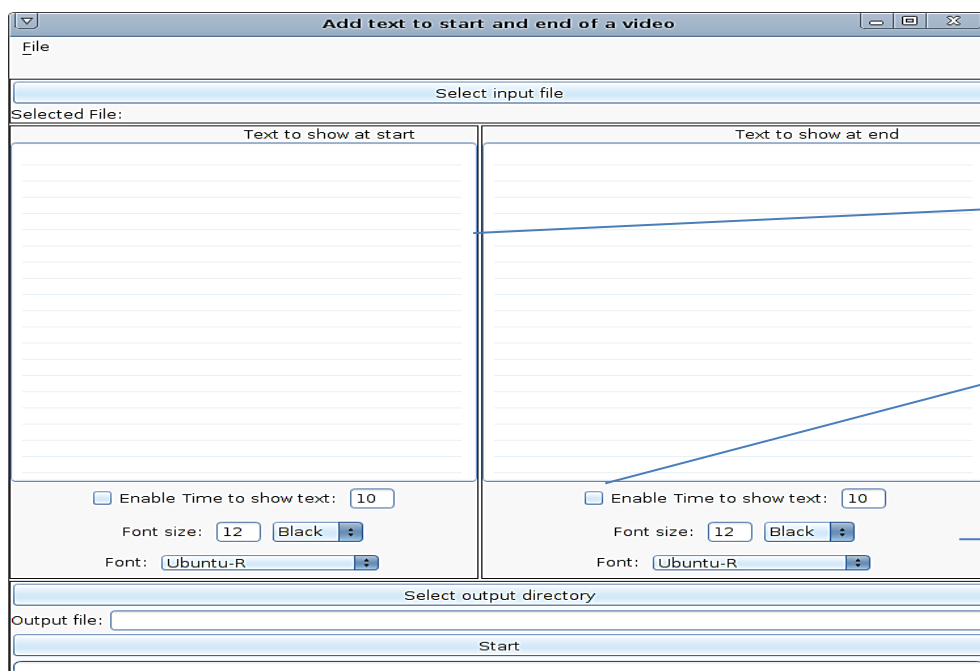 Add text to start and end of a video
File
Select input file
Selected File:
Text to show at start
Text to show at end
Enable Time to show text: 10
Enable Time to show text: 10
Font size: 12 Black
Font size: 12 Black
Font: Ubuntu-R
Font: Ubuntu-R
Select output directory
Output file:
Start